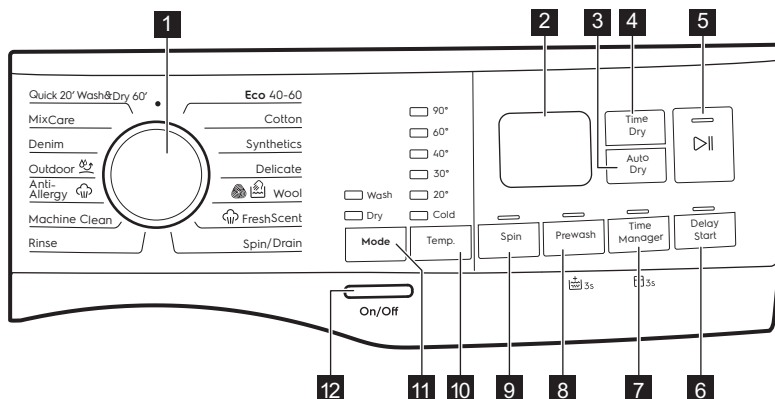 1
2
3
4
5
Quick 20' Wash&Dry 60'
MixCare
Denim
Outdoor
Anti-
Allergy
Machine Clean
Rinse
Eco 40-60
Cotton
Synthetics
Delicate
Wool
FreshScent
Spin/Drain
90°
60°
40°
30°
20°
Cold
Wash
Dry
Mode
Temp.
Time
Dry
Auto
Dry
Spin
Prewash
Time
Manager
Delay
Start
3s
3s
On/Off
12
11
10
9
8
7
6